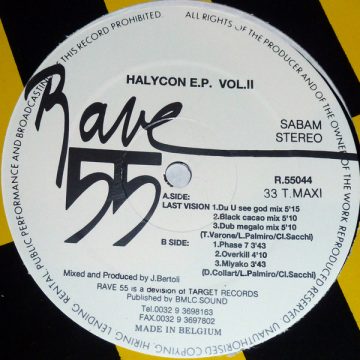 ALL RIGHTS OF THE PRODUCER AND OF THE OWNER OF THE WORK REPRODUCED RESERVED. UNAUTHORISED COPYING, HIRING, LENDING, RENTAL, PUBLIC PERFORMANCE AND BROADCASTING OF THIS RECORD PROHIBITED
HALYCON E.P. VOL.II
Rave
55
SABAM
STEREO
R.55044
33 T.MAXI
A.SIDE:
LAST VISION 1.Du U see god mix 5'15
2.Black cacao mix 5'10
3.Dub megalo mix 5'10
(T.Varone/L.Palmiro/Cl.Sacchi)
B SIDE:
1.Phase 7 3'43
2.Overkill 4'10
3.Miyako 3'43
(D.Collart/L.Palmiro/Cl.Sacchi)
Mixed and Produced by J.Bertoli
RAVE 55 is a devision of TARGET RECORDS
Published by BMLC.SOUND
Tel.0032 9 3698163
Fax.0032 9 3697802
MADE IN BELGIUM